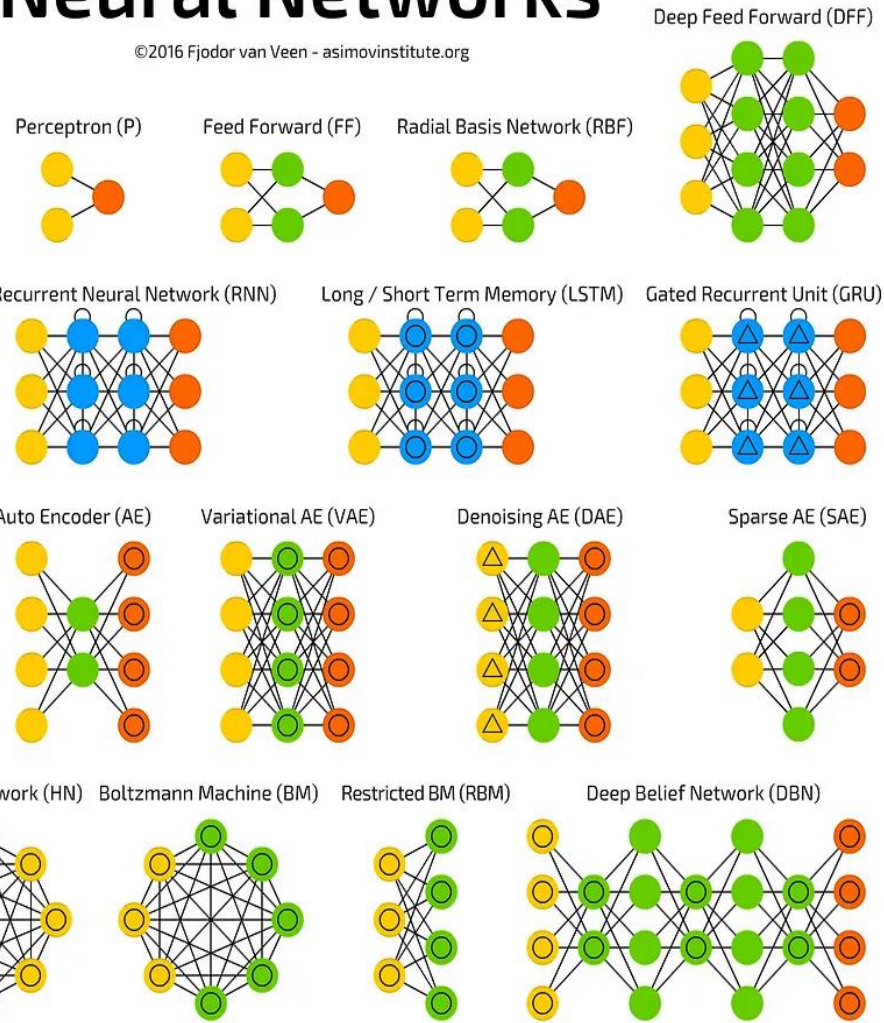 Neural Networks
Deep Feed Forward (DFF)
©2016 Fjodor van Veen - asimovinstitute.org
Perceptron (P)
Feed Forward (FF)
Radial Basis Network (RBF)
Recurrent Neural Network (RNN)
Long / Short Term Memory (LSTM)
Gated Recurrent Unit (GRU)
Auto Encoder (AE)
Variational AE (VAE)
Denoising AE (DAE)
Sparse AE (SAE)
work (HN)
Boltzmann Machine (BM)
Restricted BM (RBM)
Deep Belief Network (DBN)